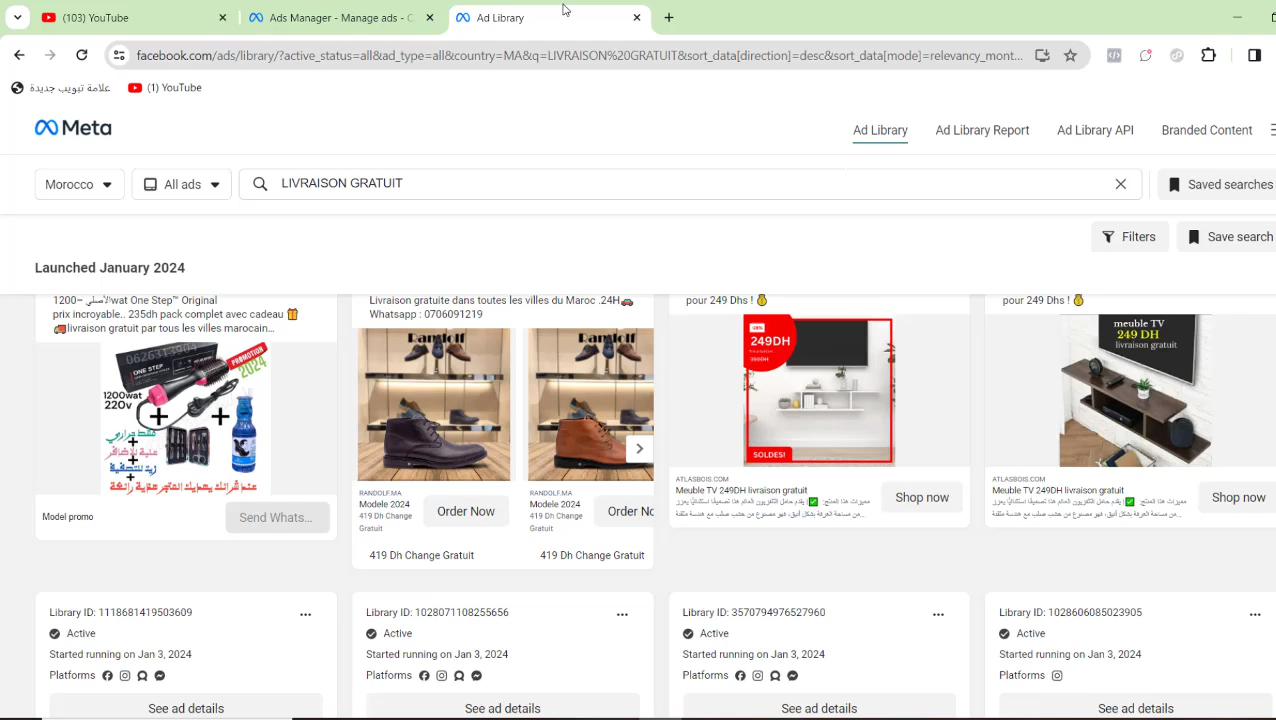 (103) YouTube
Ads Manager - Manage ads - C
Ad Library
facebook.com/ads/library/?active_status=all&ad_type=all&country=MA&q=LIVRAISON%20GRATUIT&sort_data[direction]=desc&sort_data[mode]=relevancy_mont...
علامة تبويب جديدة
(1) YouTube
Meta
Ad Library
Ad Library Report
Ad Library API
Branded Content
Morocco
All ads
LIVRAISON GRATUIT
Saved searches
Filters
Save search
Launched January 2024
1200– الأصلي wat One Step™ Original
prix incroyable.. 235dh pack complet avec cadeau 🎁
🚚livraison gratuit par tous les villes marocain...
0626313904
PROMOTION
2024
ONE STEP
1200wat
220v
Model promo
Send Whats...
Livraison gratuite dans toutes les villes du Maroc .24H🚗
Whatsapp : 0706091219
Randolf
RANDOLF.MA
Modele 2024
419 Dh Change
Gratuit
Order Now
419 Dh Change Gratuit
RANDOLF.MA
Modele 2024
419 Dh Change
Gratuit
Order No
419 Dh Change Gratuit
pour 249 Dhs ! 💰
249DH
SOLDES!
ATLASBOIS.COM
Meuble TV 249DH livraison gratuit
Shop now
pour 249 Dhs ! 💰
meuble TV
249 DH
livraison gratuit
ATLASBOIS.COM
Meuble TV 249DH livraison gratuit
Shop now
Library ID: 1118681419503609
Active
Started running on Jan 3, 2024
Platforms
See ad details
Library ID: 1028071108255656
Active
Started running on Jan 3, 2024
Platforms
See ad details
Library ID: 3570794976527960
Active
Started running on Jan 3, 2024
Platforms
See ad details
Library ID: 1028606085023905
Active
Started running on Jan 3, 2024
Platforms
See ad details